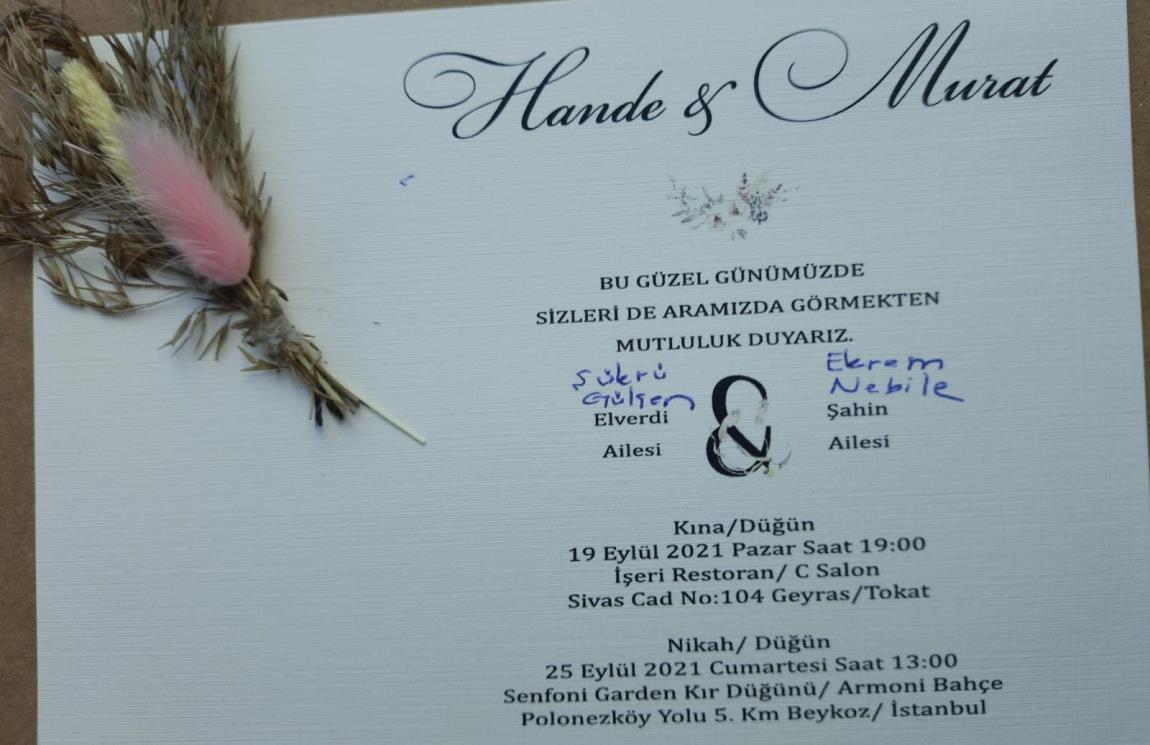 Hande & Murat
BU GÜZEL GÜNÜMÜZDE
SİZLERİ DE ARAMIZDA GÖRMEKTEN
MUTLULUK DUYARIZ.
Şükrü
Gülşen
Elverdi
Ailesi
&
Ekrem
Nebile
Şahin
Ailesi
Kına/Düğün
19 Eylül 2021 Pazar Saat 19:00
İşeri Restoran/ C Salon
Sivas Cad No:104 Geyras/Tokat
Nikah/ Düğün
25 Eylül 2021 Cumartesi Saat 13:00
Senfoni Garden Kır Düğünü/ Armoni Bahçe
Polonezköy Yolu 5. Km Beykoz/ İstanbul